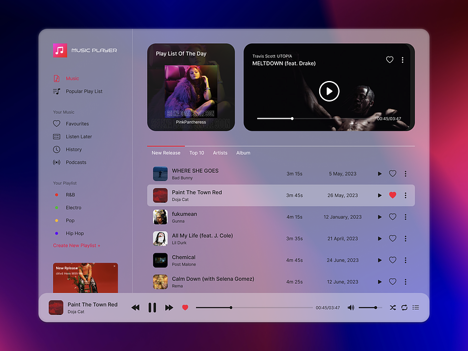 MUSIC PLAYER
Music
Popular Play List
Your Music
Favourites
Listen Later
History
Podcasts
Your Playlist
R&B
Electro
Pop
Hip Hop
Create New Playlist +
New Release
Play List Of The Day
PinkPantheress
Travis Scott UTOPIA
MELTDOWN (feat. Drake)
00:45/03:47
New Release Top 10 Artists Album
WHERE SHE GOES 3m 15s 5 May, 2023
Bad Bunny
Paint The Town Red 3m 45s 26 May, 2023
Doja Cat
fukumsan 4m 15s 12 January, 2023
Gunna
All My Life (feat. J. Cole) 3m 35s 21 April, 2023
Lil Durk
Chemical 4m 45s 24 June, 2023
Post Malone
Calm Down (with Selena Gomez) 4m 25s 12 June, 2023
Rema
Paint The Town Red
Doja Cat
00:45/03:47